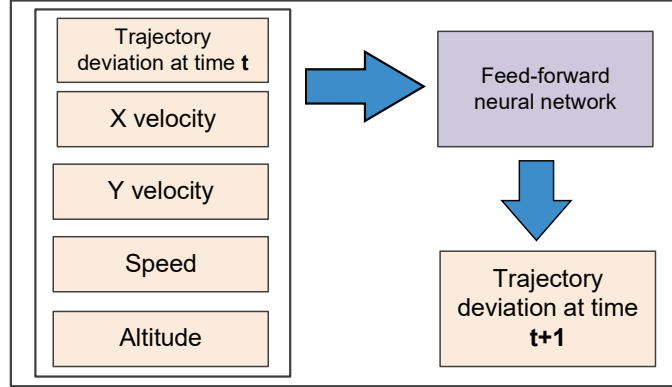 Trajectory
deviation at time t
X velocity
Y velocity
Speed
Altitude
Feed-forward
neural network
Trajectory
deviation at time
t+1